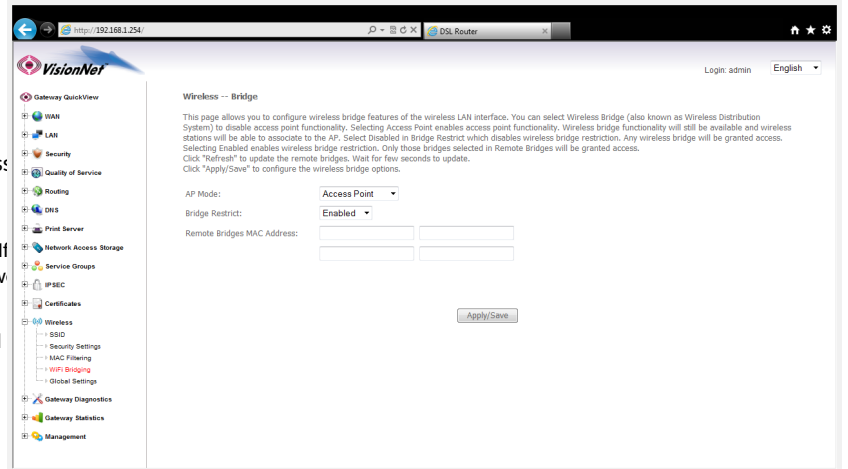 http://192.168.1.254/
DSL Router
VisionNet
Login: admin
English
Gateway QuickView
WAN
LAN
Security
Quality of Service
Routing
DNS
Print Server
Network Access Storage
Service Groups
IPSEC
Certificates
Wireless
SSID
Security Settings
MAC Filtering
WiFi Bridging
Global Settings
Gateway Diagnostics
Gateway Statistics
Management
Wireless -- Bridge
This page allows you to configure wireless bridge features of the wireless LAN interface. You can select Wireless Bridge (also known as Wireless Distribution
System) to disable access point functionality. Selecting Access Point enables access point functionality. Wireless bridge functionality will still be available and wireless
stations will be able to associate to the AP. Select Disabled in Bridge Restrict which disables wireless bridge restriction. Any wireless bridge will be granted access.
Selecting Enabled enables wireless bridge restriction. Only those bridges selected in Remote Bridges will be granted access.
Click "Refresh" to update the remote bridges. Wait for few seconds to update.
Click "Apply/Save" to configure the wireless bridge options.
AP Mode: Access Point
Bridge Restrict: Enabled
Remote Bridges MAC Address:
Apply/Save